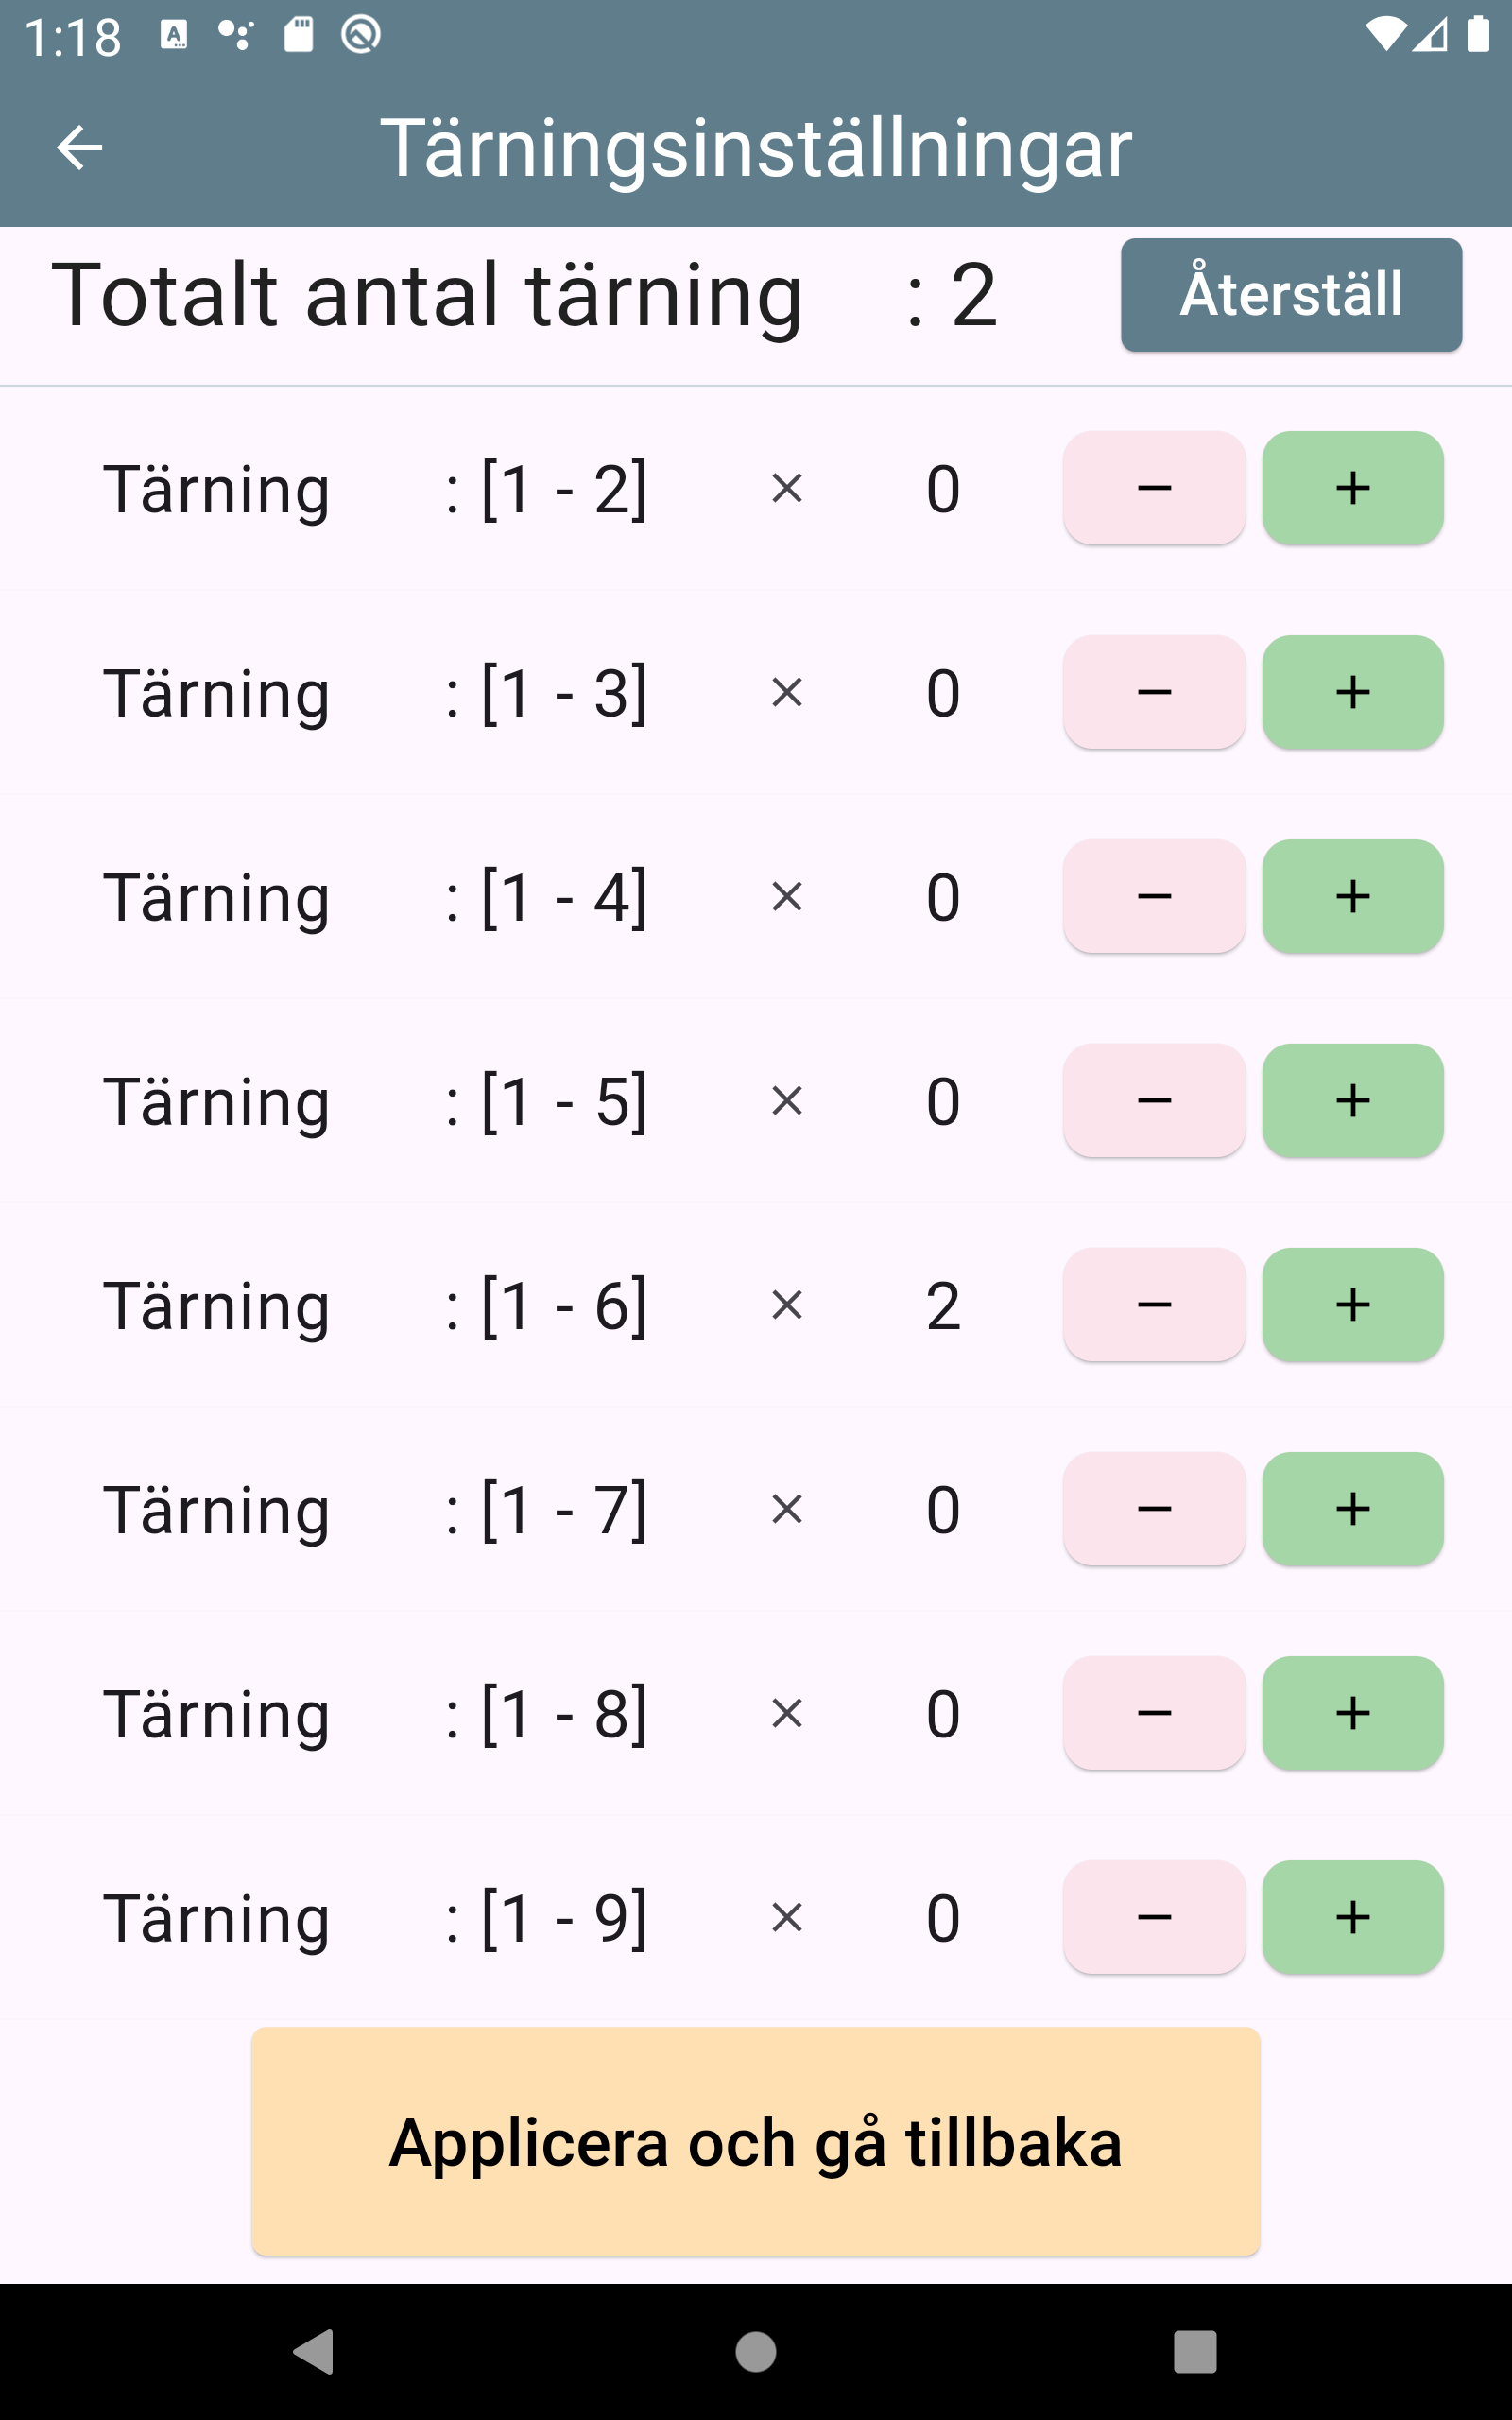 1:18
Tärningsinställningar
Totalt antal tärning : 2 Återställ
Tärning : [1 - 2] × 0 − +
Tärning : [1 - 3] × 0 − +
Tärning : [1 - 4] × 0 − +
Tärning : [1 - 5] × 0 − +
Tärning : [1 - 6] × 2 − +
Tärning : [1 - 7] × 0 − +
Tärning : [1 - 8] × 0 − +
Tärning : [1 - 9] × 0 − +
Applicera och gå tillbaka